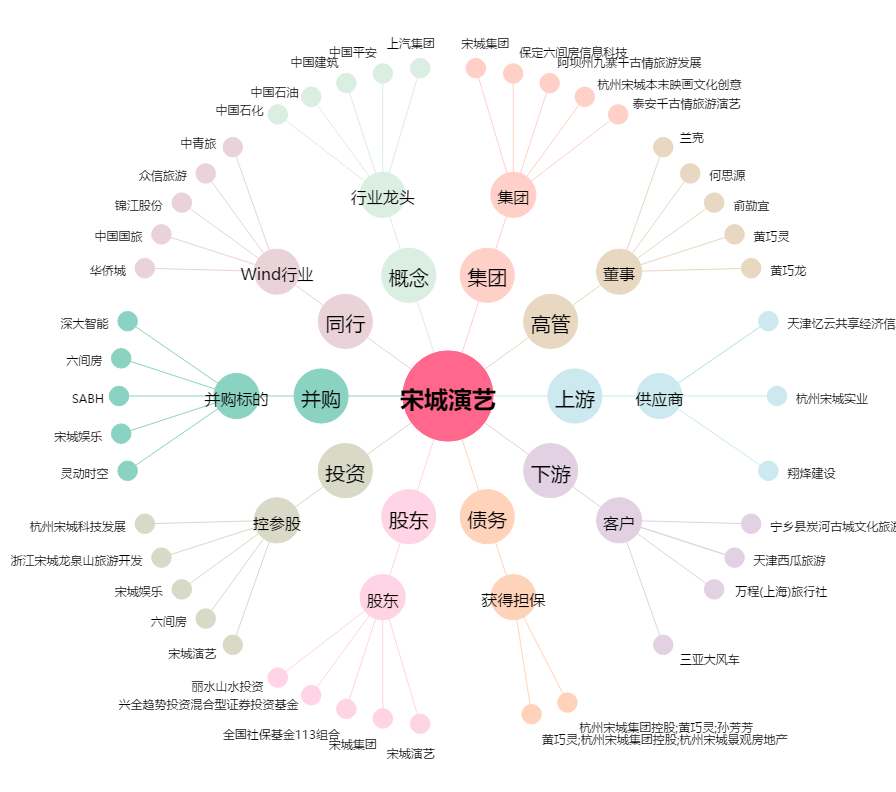 上汽集团
宋城集团
中国平安
保定六间房信息科技
中国建筑
阿坝州九寨千古情旅游发展
中国石油
杭州宋城本末映画文化创意
中国石化
泰安千古情旅游演艺
中青旅
兰克
众信旅游
何思源
行业龙头
集团
锦江股份
俞勤宜
中国国旅
黄巧灵
华侨城
Wind行业
概念
集团
董事
黄巧龙
深大智能
同行
高管
天津忆云共享经济信
六间房
SABH
并购标的
并购
宋城演艺
上游
供应商
杭州宋城实业
宋城娱乐
灵动时空
投资
下游
翔烽建设
杭州宋城科技发展
控参股
股东
债务
客户
宁乡县炭河古城文化旅游
浙江宋城龙泉山旅游开发
天津西瓜旅游
宋城娱乐
万程(上海)旅行社
六间房
股东
获得担保
宋城演艺
三亚大风车
丽水山水投资
兴全趋势投资混合型证券投资基金
全国社保基金113组合
杭州宋城集团控股;黄巧灵;孙芳芳
宋城集团
黄巧灵;杭州宋城集团控股;杭州宋城景观房地产
宋城演艺